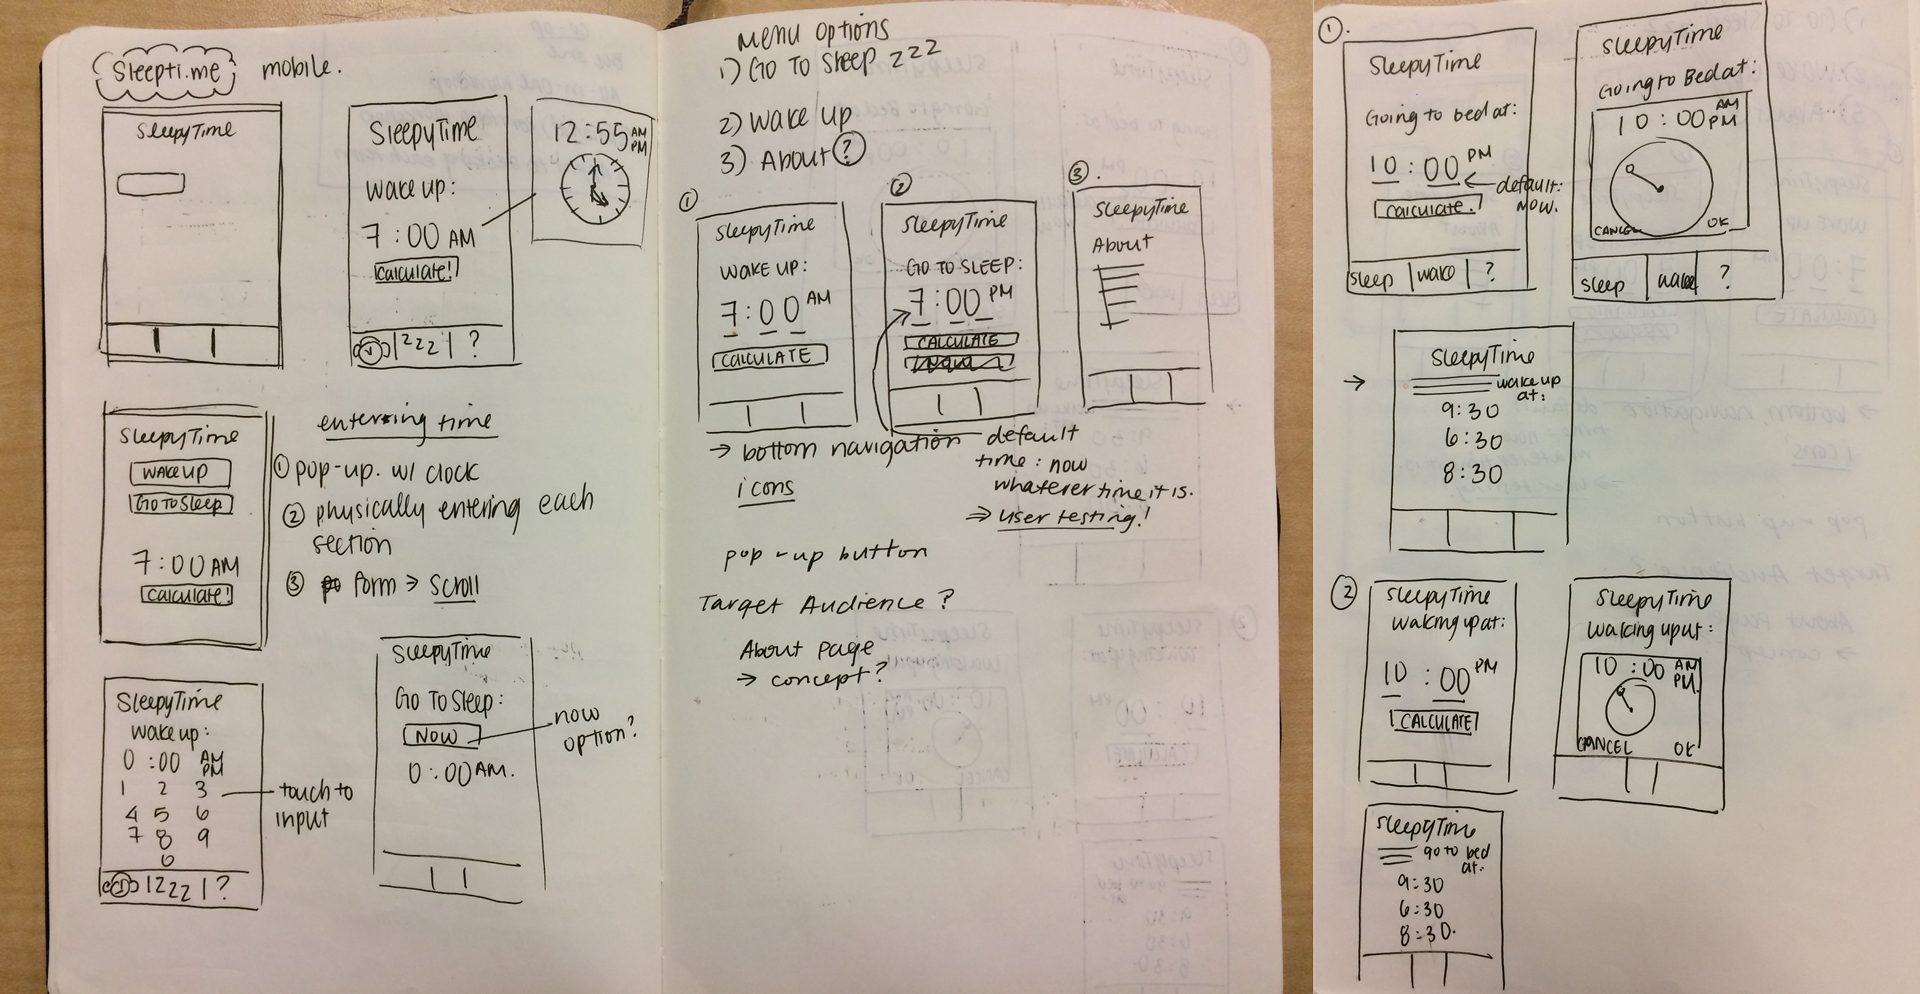 Sleepti.me mobile.
SleepyTime
SleepyTime
wake up:
7:00 AM
calculate!
zzz ?
12:55 AM PM
SleepyTime
WAKE UP
GO TO Sleep
7:00 AM
calculate!
entering time
① pop-up. w/ clock
② physically entering each
section
③ form → scroll
SleepyTime
wake up:
0:00 AM PM
1 2 3
4 5 6
7 8 9
0
zzz ?
touch to
input
SleepyTime
Go To Sleep:
NOW
0:00 AM.
now
option?
Menu Options
1) GO TO Sleep zzz
2) Wake up
3) About ?
①
SleepyTime
WAKE UP:
7:00 AM
CALCULATE
②
SleepyTime
GO TO SLEEP:
7:00 PM
CALCULATE
③.
SleepyTime
About
→ bottom navigation
icons
default
time: now
whatever time it is.
⇒ user testing!
pop-up button
Target Audience?
About page
→ concept?
①.
SleepyTime
Going to bed at:
10:00 PM
calculate.
← default:
NOW.
sleep wake ?
SleepyTime
Going to Bed at:
10:00 AM PM
CANCEL OK
sleep wake ?
→
SleepyTime
wake up
at:
9:30
6:30
8:30
②
SleepyTime
waking up at:
10:00 PM
CALCULATE
SleepyTime
waking up at:
10:00 AM PM.
CANCEL OK
SleepyTime
go to bed
at:
9:30
6:30
8:30.